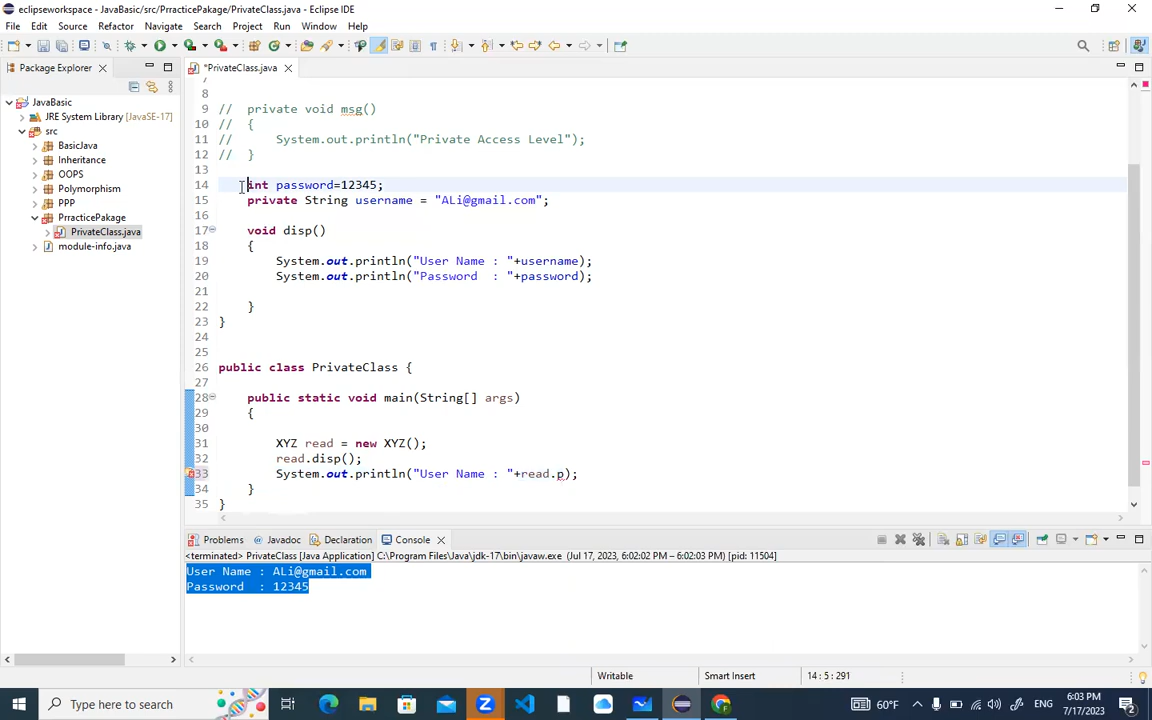 eclipseworkspace - JavaBasic/src/PrracticePakage/PrivateClass.java - Eclipse IDE
File Edit Source Refactor Navigate Search Project Run Window Help
Package Explorer
*PrivateClass.java
JavaBasic
JRE System Library [JavaSE-17]
src
BasicJava
Inheritance
OOPS
Polymorphism
PPP
PrracticePakage
PrivateClass.java
module-info.java
7
8
9 // private void msg()
10 // {
11 // System.out.println("Private Access Level");
12 // }
13
14 int password=12345;
15 private String username = "ALi@gmail.com";
16
17 void disp()
18 {
19 System.out.println("User Name : "+username);
20 System.out.println("Password  : "+password);
21
22 }
23 }
24
25
26 public class PrivateClass {
27
28 public static void main(String[] args)
29 {
30
31 XYZ read = new XYZ();
32 read.disp();
33 System.out.println("User Name : "+read.p);
34 }
35 }
Problems Javadoc Declaration Console
<terminated> PrivateClass [Java Application] C:\Program Files\Java\jdk-17\bin\javaw.exe (Jul 17, 2023, 6:02:02 PM – 6:02:03 PM) [pid: 11504]
User Name : ALi@gmail.com
Password  : 12345
Writable Smart Insert 14 : 5 : 291
Type here to search
60°F ENG 6:03 PM
7/17/2023
2